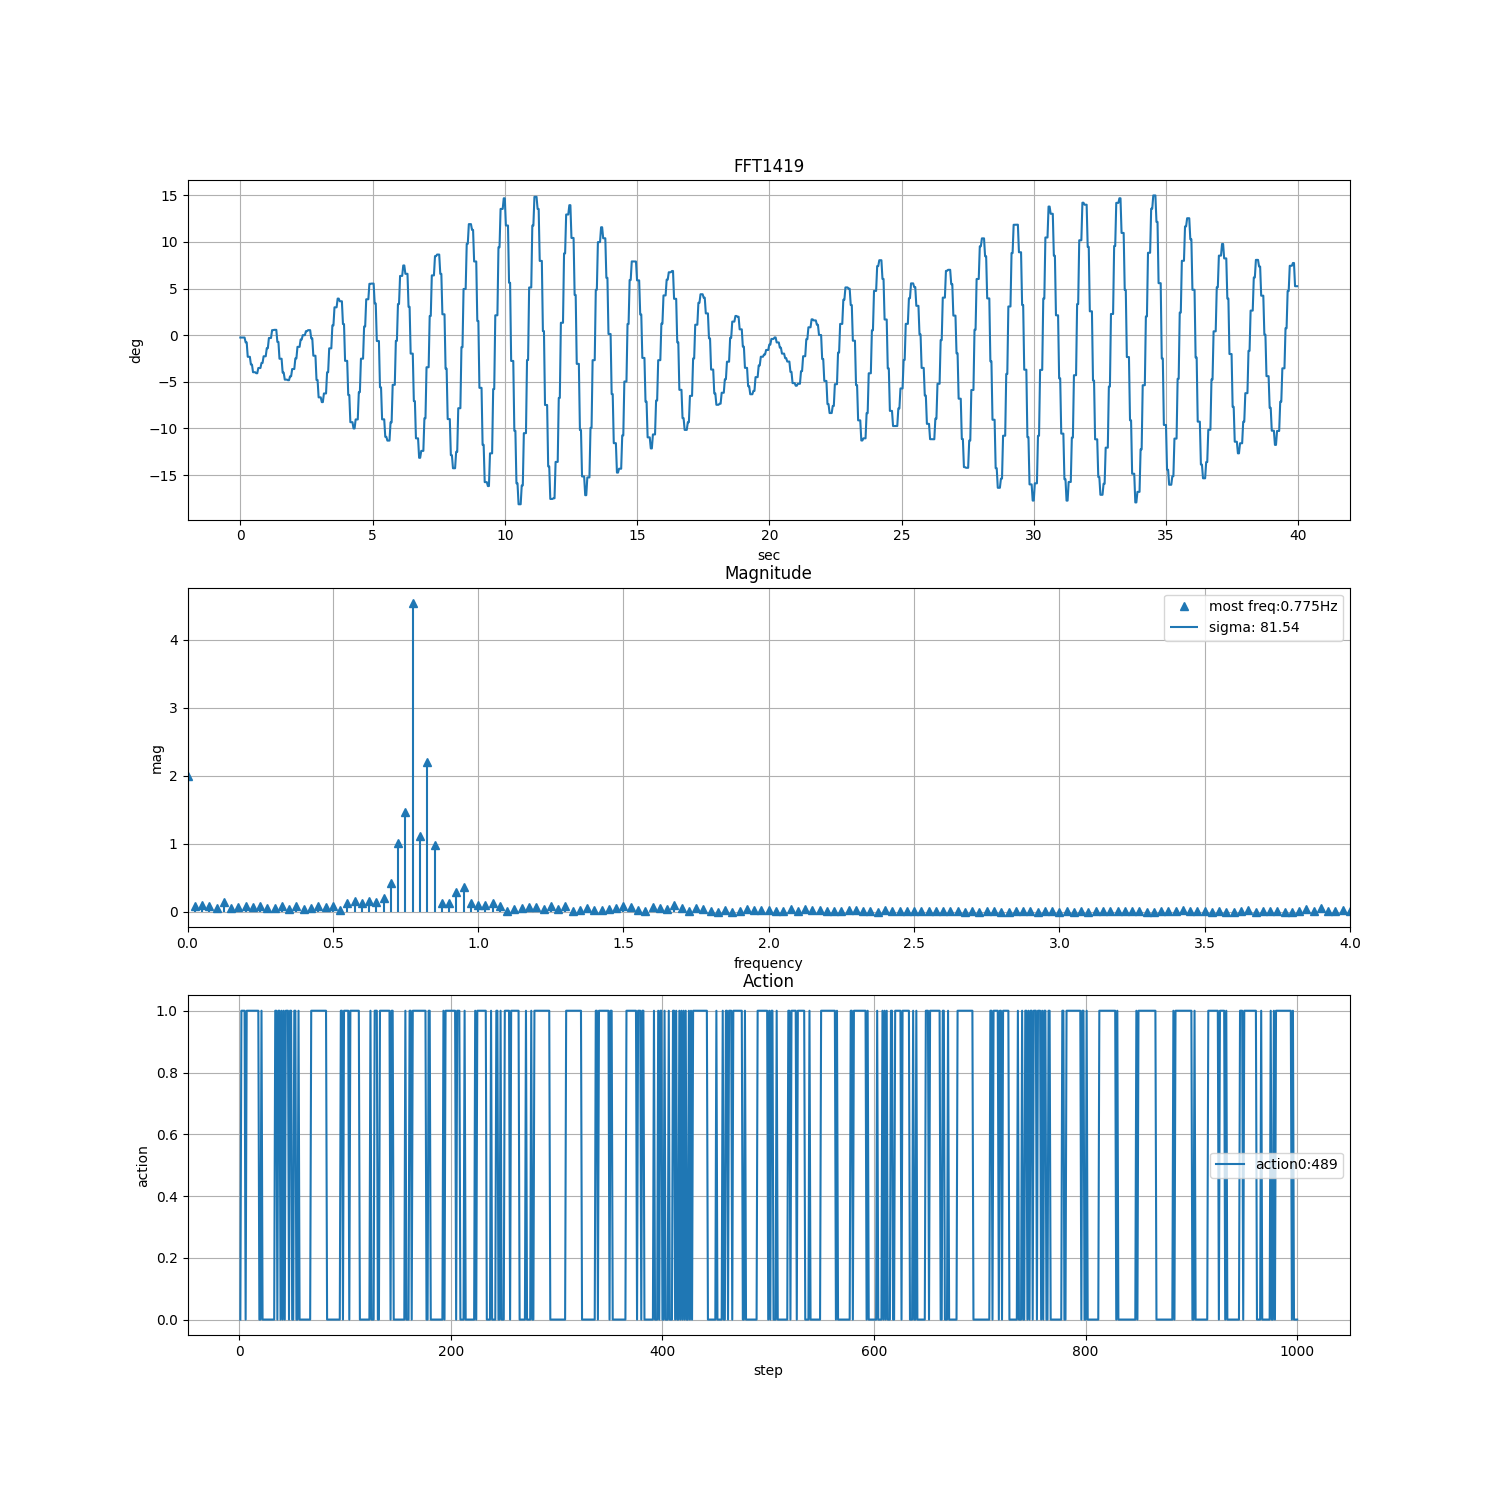 FFT1419
15
10
5
0
−5
−10
−15
deg
0 5 10 15 20 25 30 35 40
sec
Magnitude
most freq:0.775Hz
sigma: 81.54
4
3
2
1
0
mag
0.0 0.5 1.0 1.5 2.0 2.5 3.0 3.5 4.0
frequency
Action
1.0
0.8
0.6
0.4
0.2
0.0
action
action0:489
0 200 400 600 800 1000
step